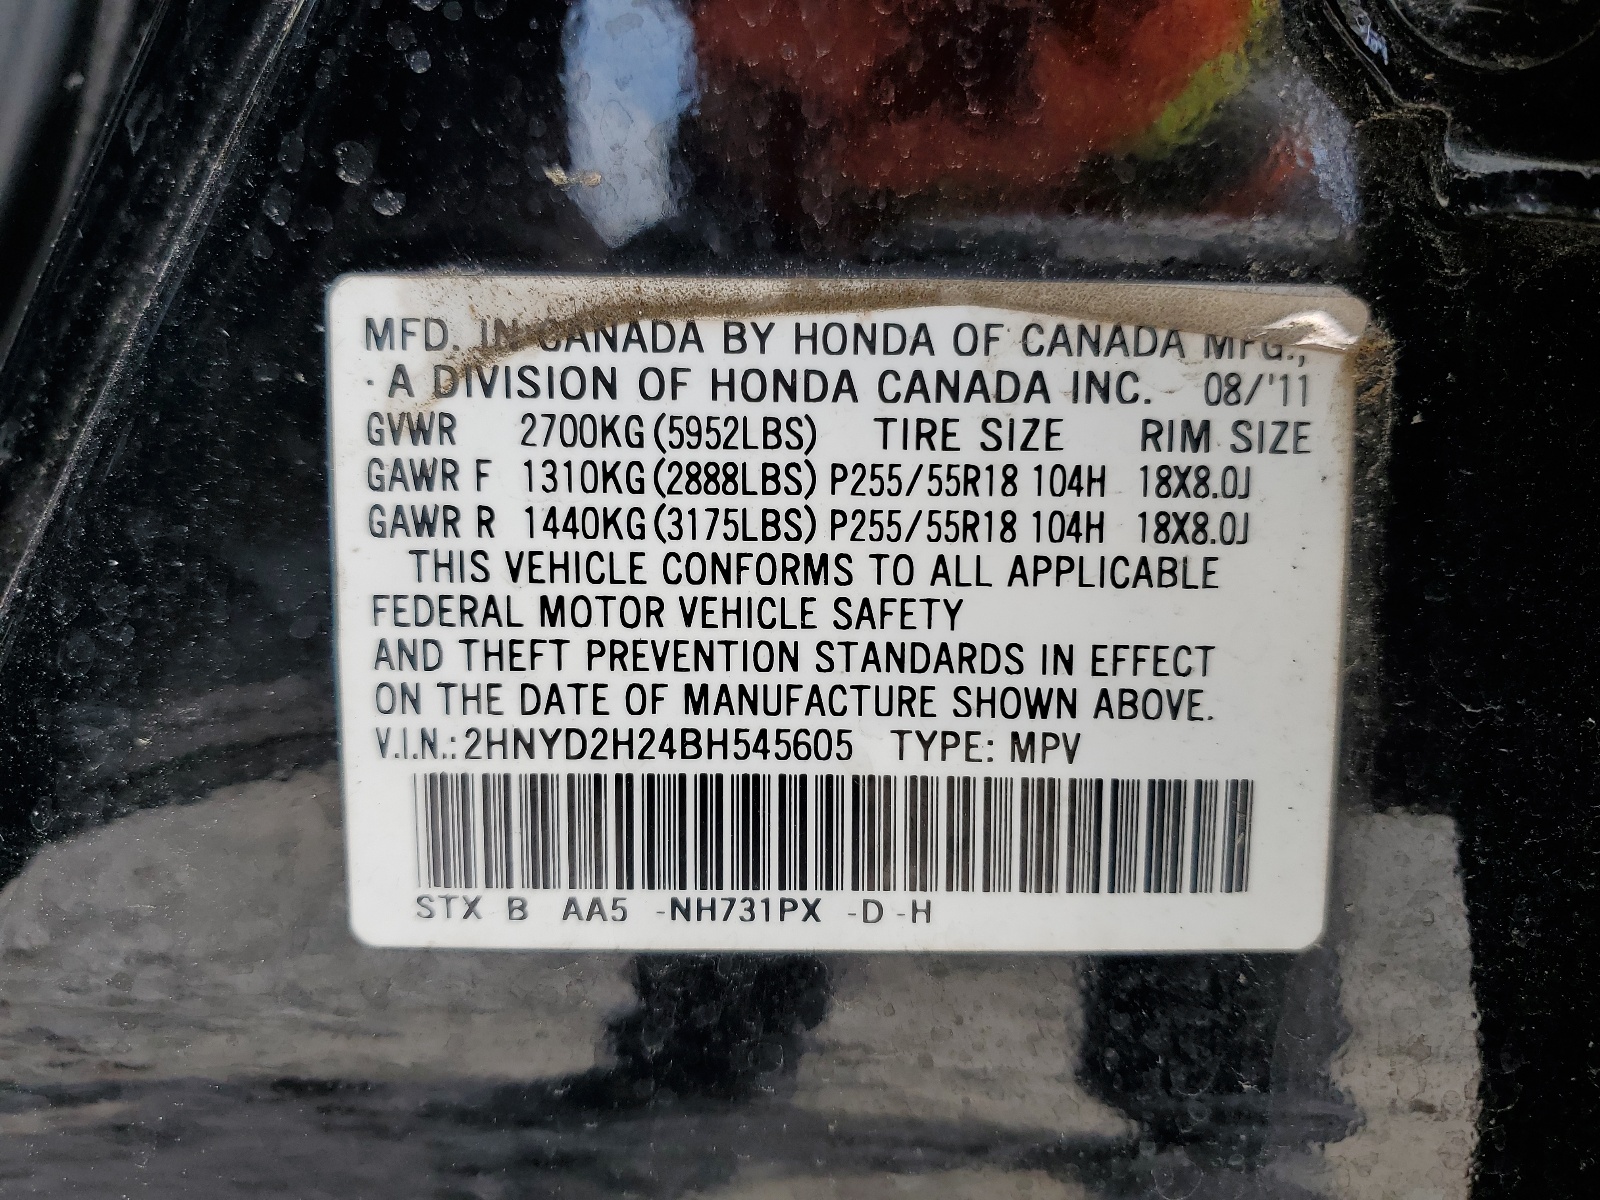 MFD. IN CANADA BY HONDA OF CANADA MFG.,
· A DIVISION OF HONDA CANADA INC. 08/'11
GVWR 2700KG (5952LBS) TIRE SIZE RIM SIZE
GAWR F 1310KG (2888LBS) P255/55R18 104H 18X8.0J
GAWR R 1440KG (3175LBS) P255/55R18 104H 18X8.0J
THIS VEHICLE CONFORMS TO ALL APPLICABLE
FEDERAL MOTOR VEHICLE SAFETY
AND THEFT PREVENTION STANDARDS IN EFFECT
ON THE DATE OF MANUFACTURE SHOWN ABOVE.
V.I.N.: 2HNYD2H24BH545605 TYPE: MPV
STX B AA5 -NH731PX -D -H